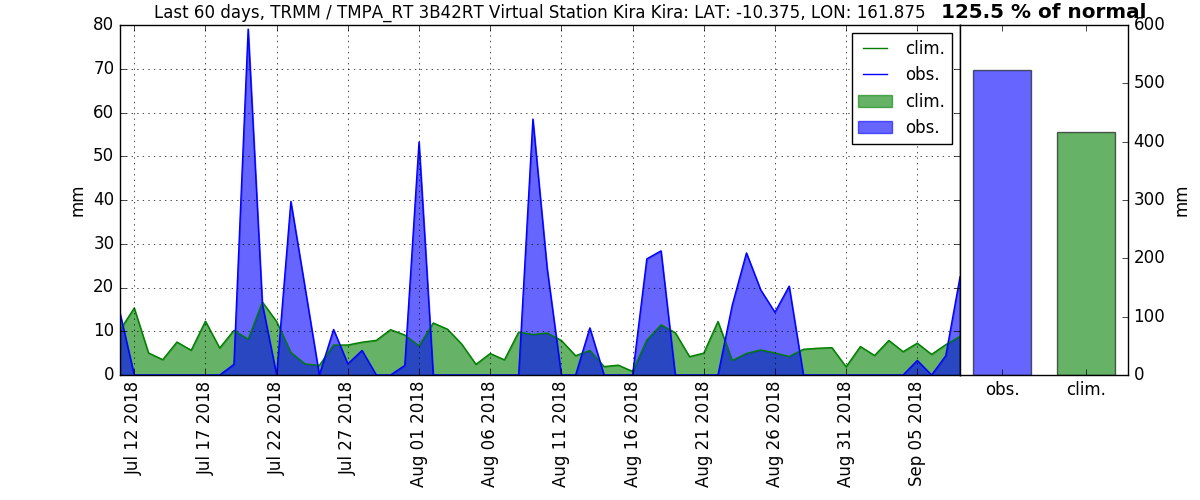 Last 60 days, TRMM / TMPA_RT 3B42RT Virtual Station Kira Kira: LAT: -10.375, LON: 161.875
125.5 % of normal
80
70
60
50
40
30
20
10
0
mm
clim.
obs.
clim.
obs.
600
500
400
300
200
100
0
mm
Jul 12 2018
Jul 17 2018
Jul 22 2018
Jul 27 2018
Aug 01 2018
Aug 06 2018
Aug 11 2018
Aug 16 2018
Aug 21 2018
Aug 26 2018
Aug 31 2018
Sep 05 2018
obs.
clim.